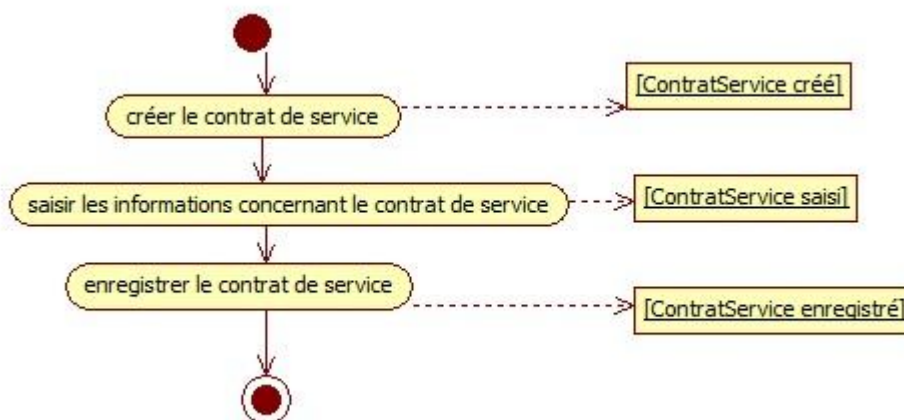 créer le contrat de service
[ContratService créé]
saisir les informations concernant le contrat de service
[ContratService saisi]
enregistrer le contrat de service
[ContratService enregistré]